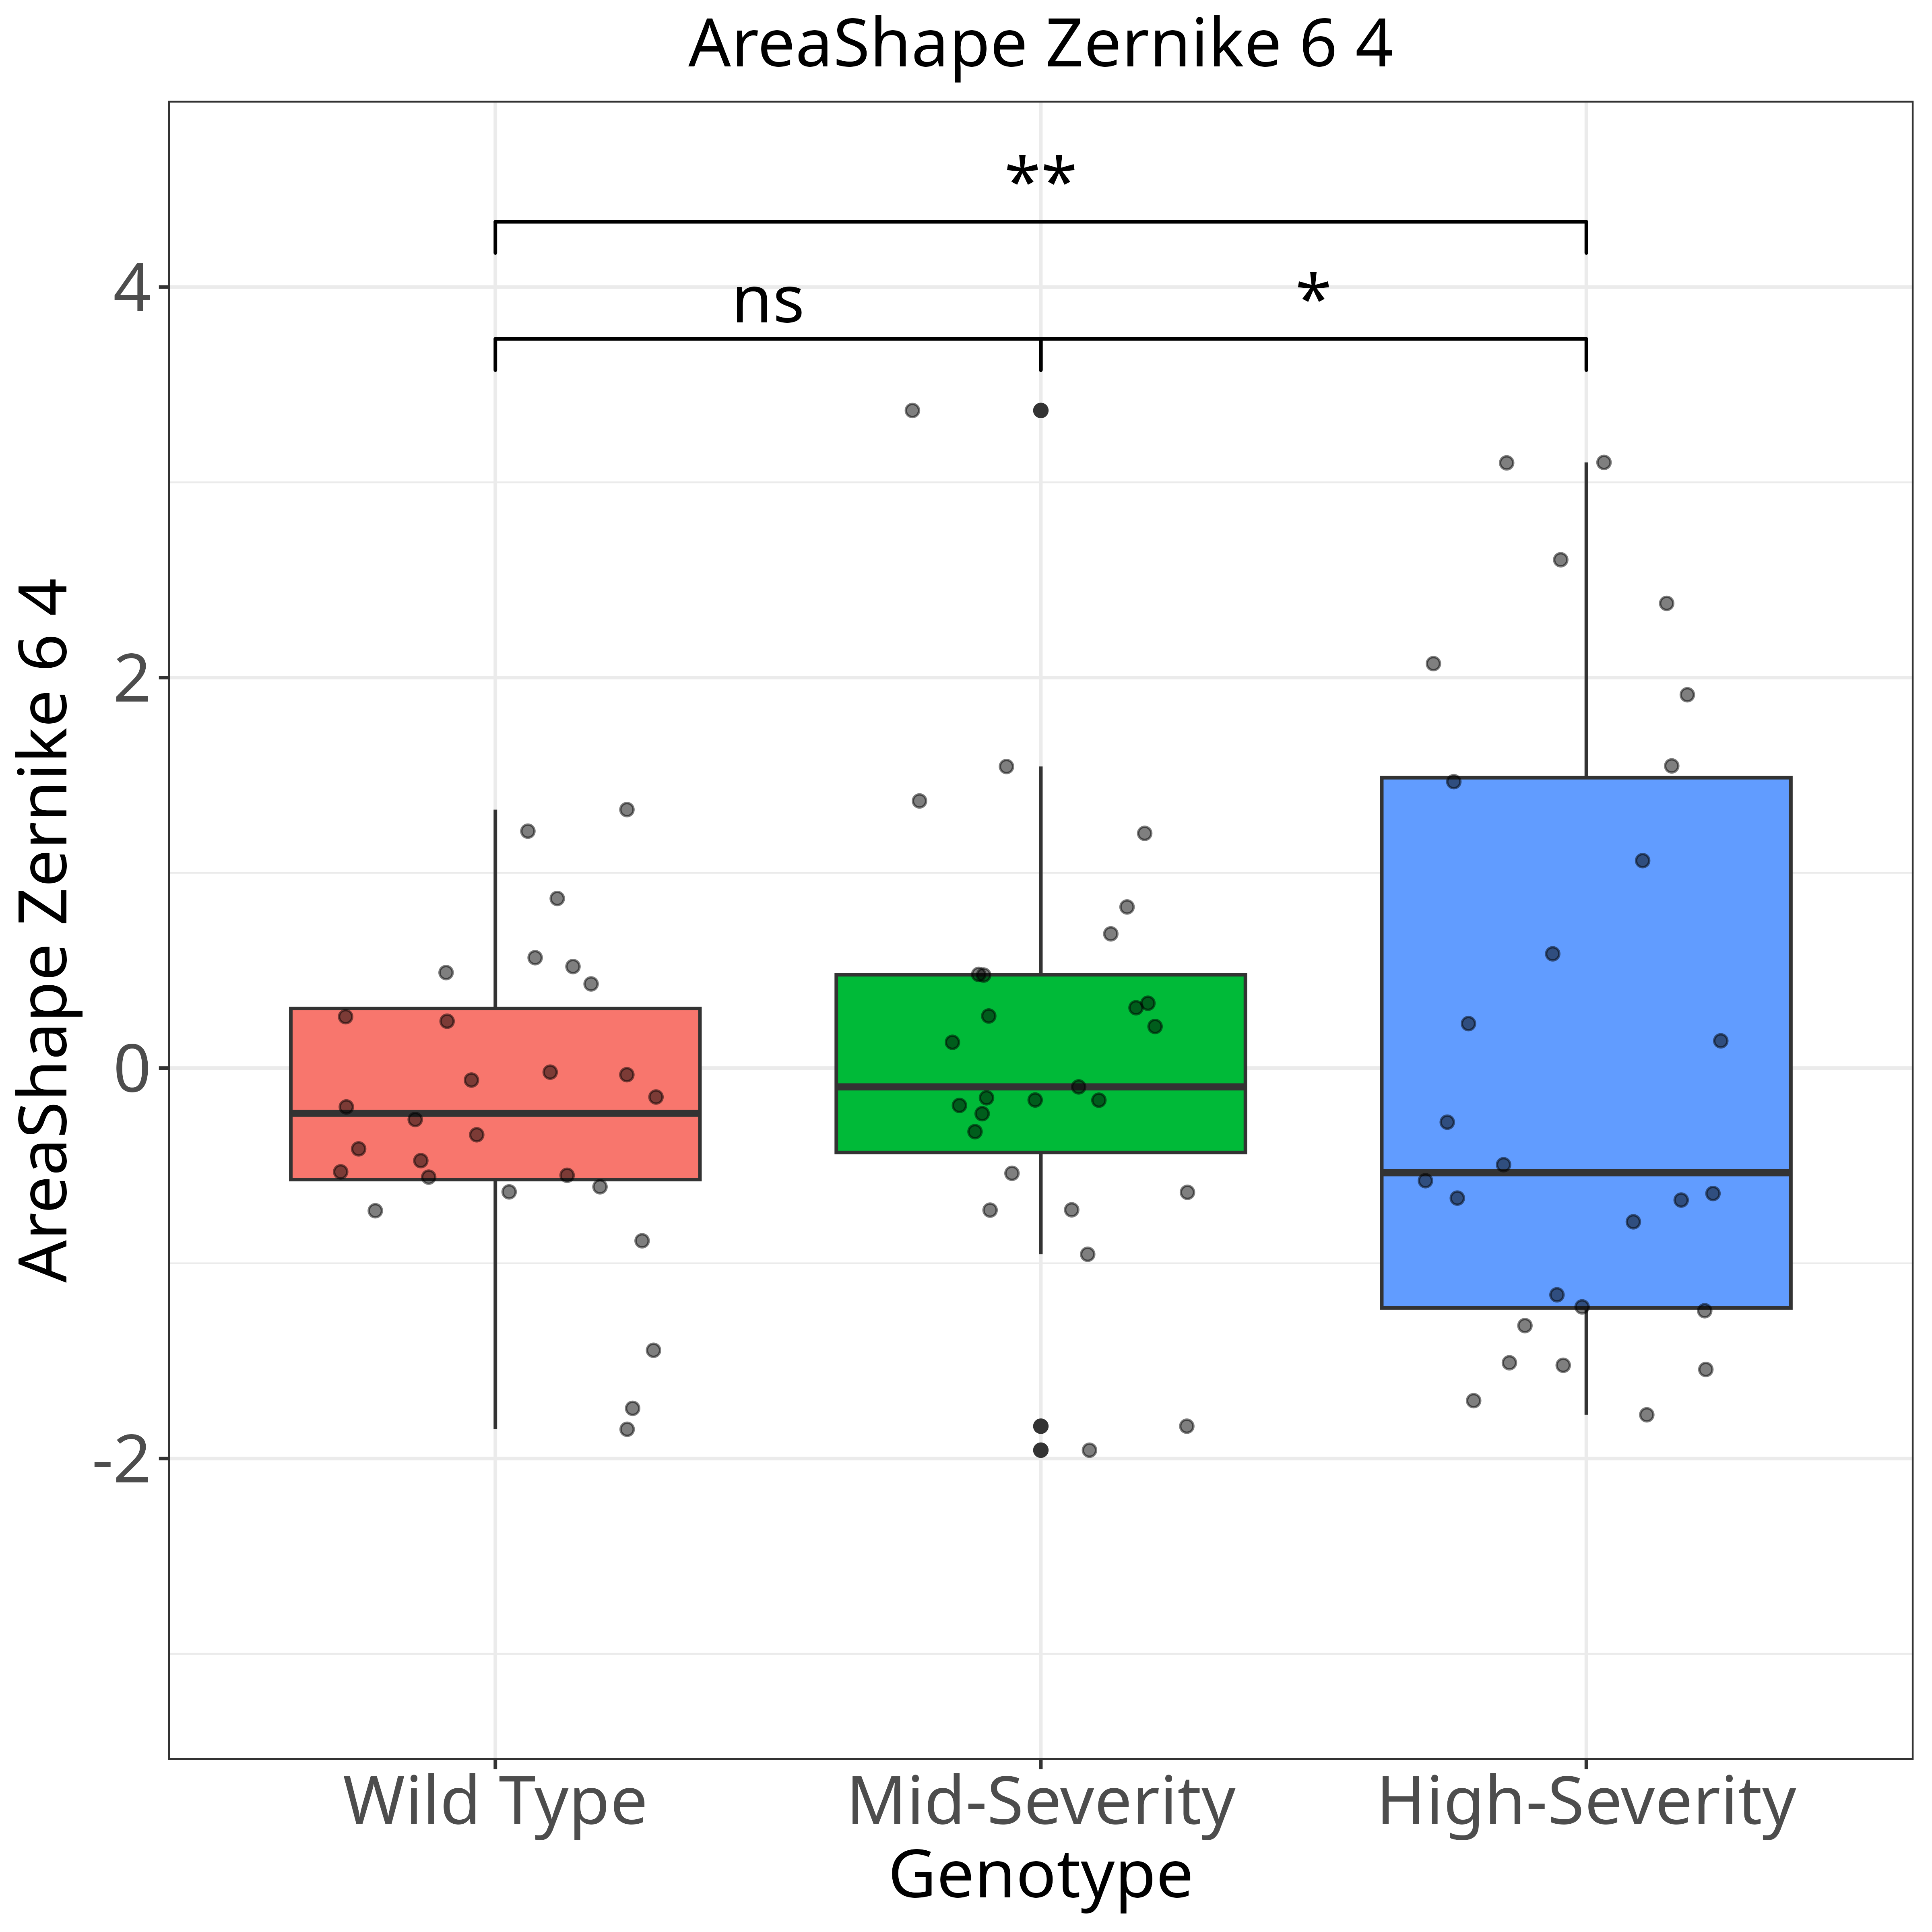 AreaShape Zernike 6 4
**
ns
*
AreaShape Zernike 6 4
4
2
0
-2
Wild Type
Mid-Severity
High-Severity
Genotype